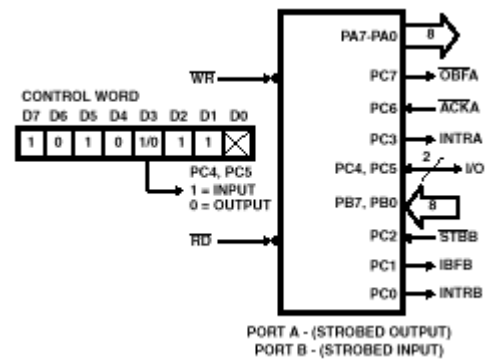 PA7-PA0 8
WR
PC7 OBFA
CONTROL WORD
PC6 ACKA
D7 D6 D5 D4 D3 D2 D1 D0
PC3 INTRA
1 0 1 0 1/0 1 1 X
2
PC4, PC5 I/O
PC4, PC5
1 = INPUT
0 = OUTPUT
PB7, PB0 8
RD
PC2 STBB
PC1 IBFB
PC0 INTRB
PORT A - (STROBED OUTPUT)
PORT B - (STROBED INPUT)